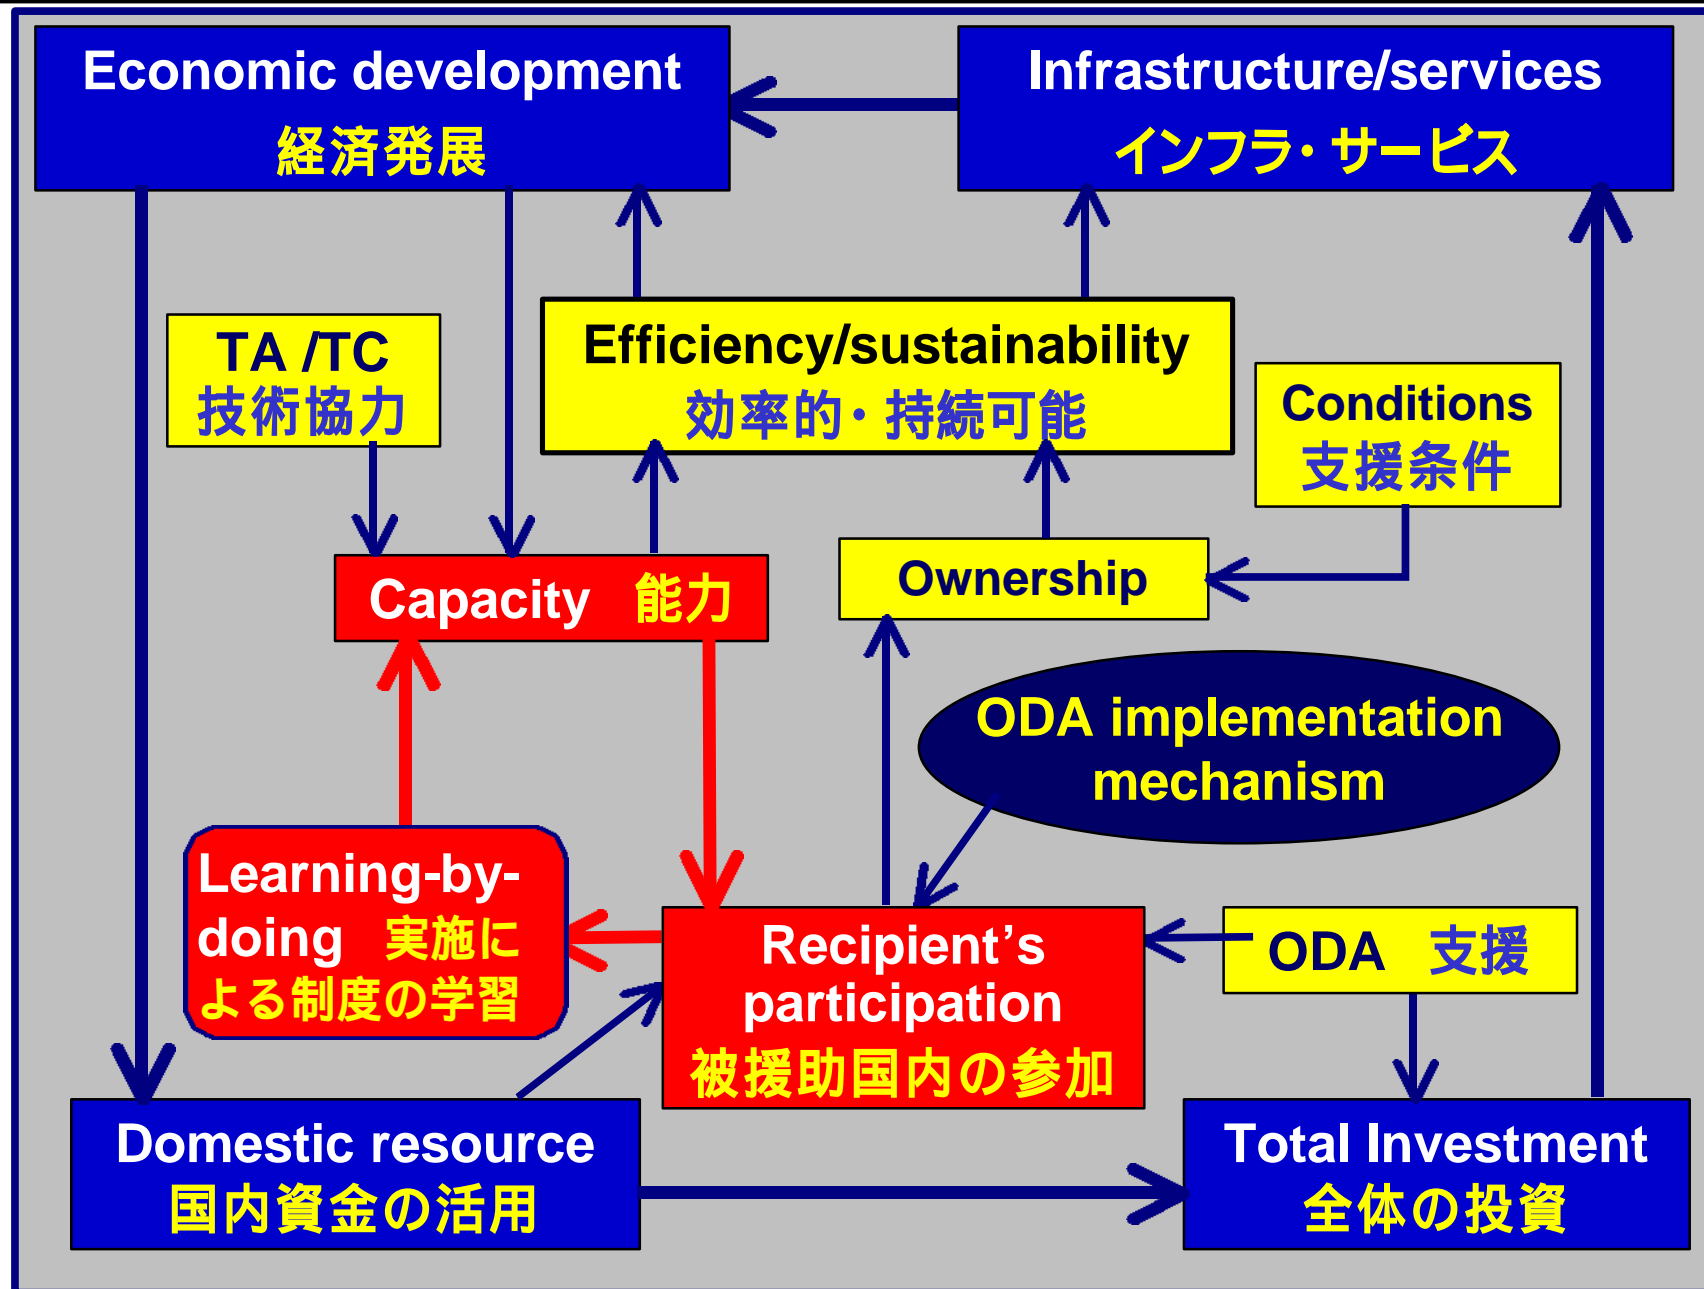 Economic development
経済発展
Infrastructure/services
インフラ・サービス
TA /TC
技術協力
Efficiency/sustainability
効率的・持続可能
Conditions
支援条件
Capacity 能力
Ownership
ODA implementation
mechanism
Learning-by-
doing 実施に
よる制度の学習
Recipient’s
participation
被援助国内の参加
ODA 支援
Domestic resource
国内資金の活用
Total Investment
全体の投資